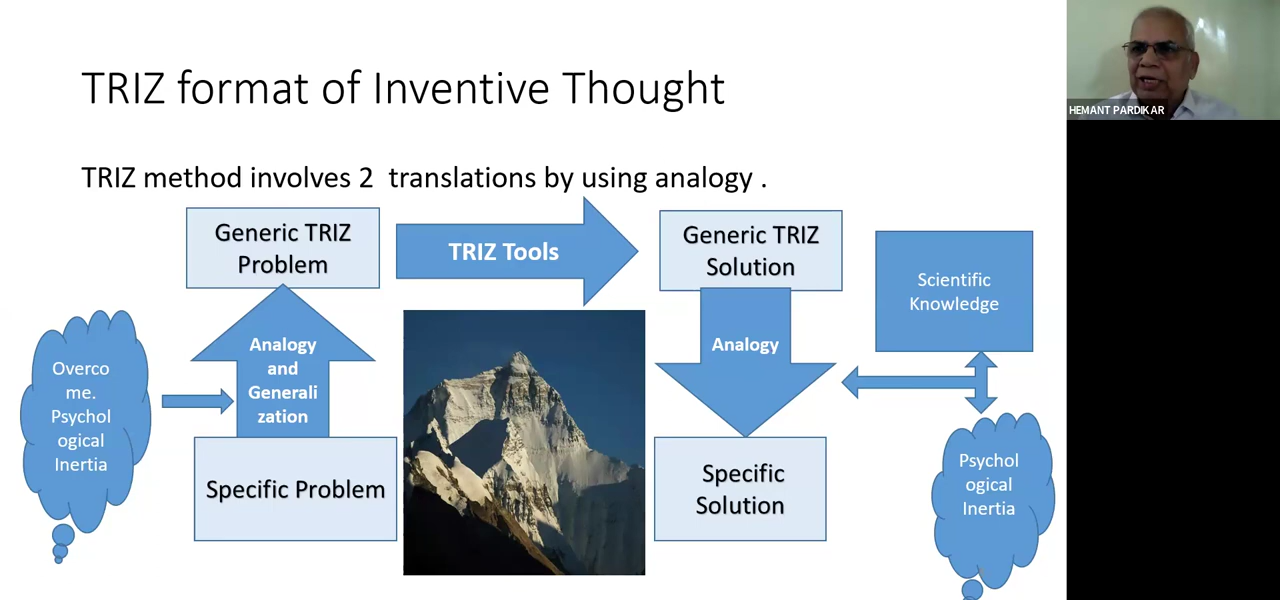 TRIZ format of Inventive Thought
HEMANT PARDIKAR
TRIZ method involves 2 translations by using analogy .
Generic TRIZ
Problem
TRIZ Tools
Generic TRIZ
Solution
Scientific
Knowledge
Overco
me.
Psychol
ogical
Inertia
Analogy
and
Generali
zation
Analogy
Specific Problem
Specific
Solution
Psychol
ogical
Inertia